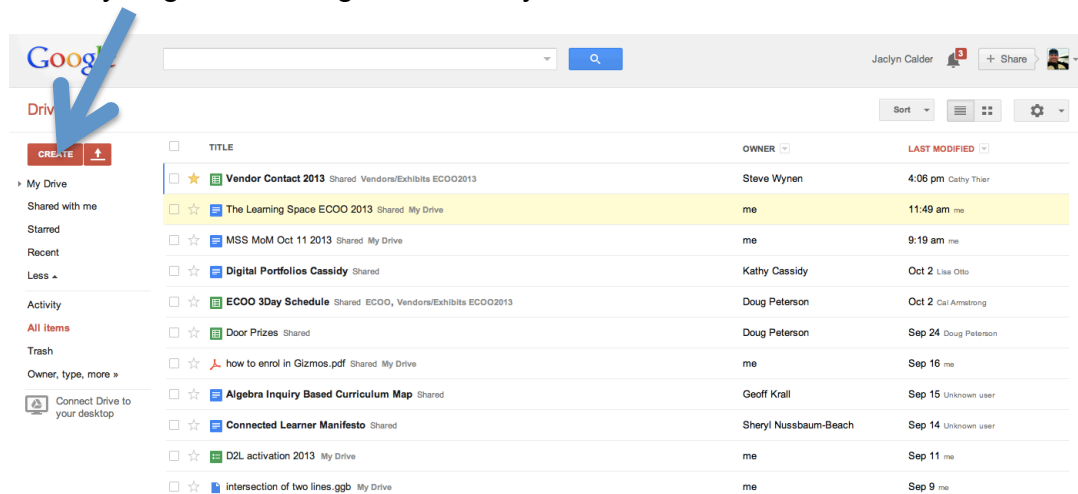 Google
Jaclyn Calder 3 + Share
Sort
CREATE
TITLE OWNER LAST MODIFIED
My Drive
Shared with me
Starred
Recent
Less
Activity
All items
Trash
Owner, type, more »
Connect Drive to
your desktop
Vendor Contact 2013 Shared Vendors/Exhibits ECOO2013 Steve Wynen 4:06 pm Cathy Thier
The Learning Space ECOO 2013 Shared My Drive me 11:49 am me
MSS MoM Oct 11 2013 Shared My Drive me 9:19 am me
Digital Portfolios Cassidy Shared Kathy Cassidy Oct 2 Lisa Otto
ECOO 3Day Schedule Shared ECOO, Vendors/Exhibits ECOO2013 Doug Peterson Oct 2 Cal Armstrong
Door Prizes Shared Doug Peterson Sep 24 Doug Peterson
how to enrol in Gizmos.pdf Shared My Drive me Sep 16 me
Algebra Inquiry Based Curriculum Map Shared Geoff Krall Sep 15 Unknown user
Connected Learner Manifesto Shared Sheryl Nussbaum-Beach Sep 14 Unknown user
D2L activation 2013 My Drive me Sep 11 me
intersection of two lines.ggb My Drive me Sep 9 me